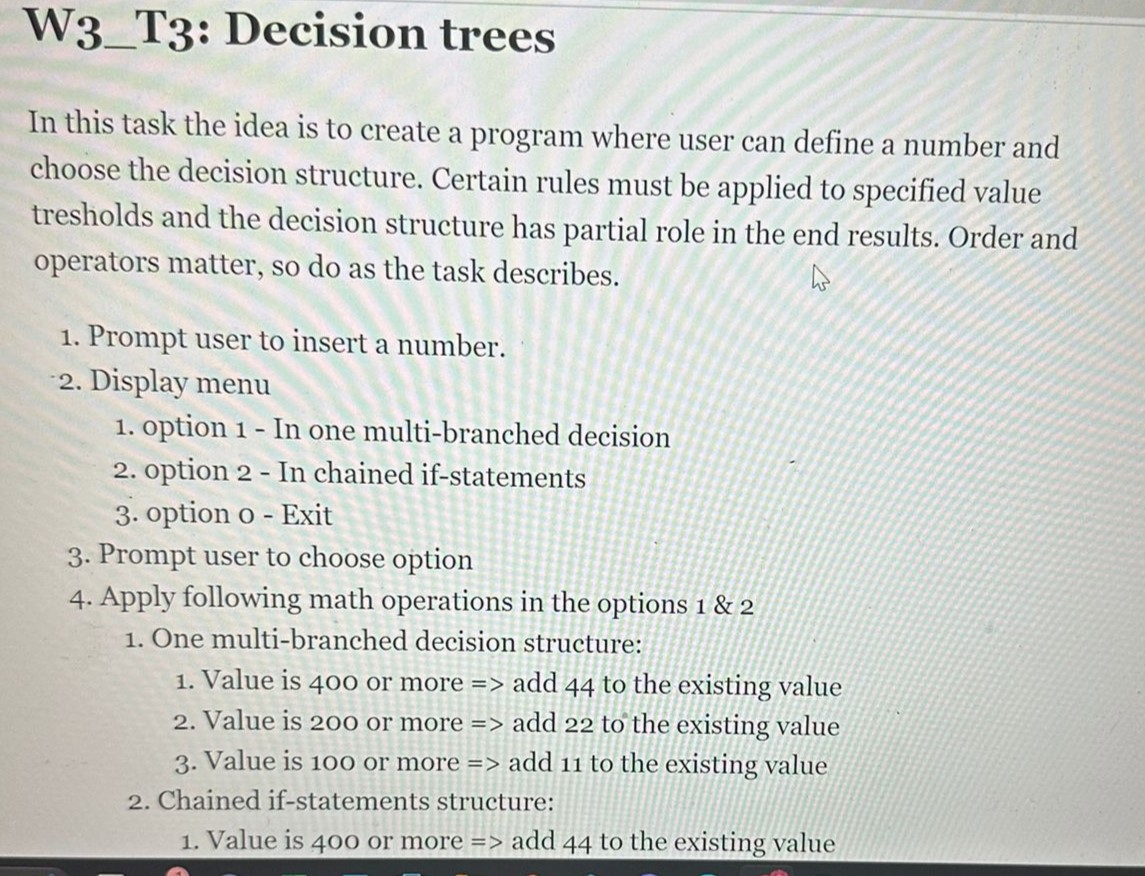 W3_T3: Decision trees
In this task the idea is to create a program where user can define a number and
choose the decision structure. Certain rules must be applied to specified value
tresholds and the decision structure has partial role in the end results. Order and
operators matter, so do as the task describes.
1. Prompt user to insert a number.
2. Display menu
1. option 1 - In one multi-branched decision
2. option 2 - In chained if-statements
3. option 0 - Exit
3. Prompt user to choose option
4. Apply following math operations in the options 1 & 2
1. One multi-branched decision structure:
1. Value is 400 or more => add 44 to the existing value
2. Value is 200 or more => add 22 to the existing value
3. Value is 100 or more => add 11 to the existing value
2. Chained if-statements structure:
1. Value is 400 or more => add 44 to the existing value